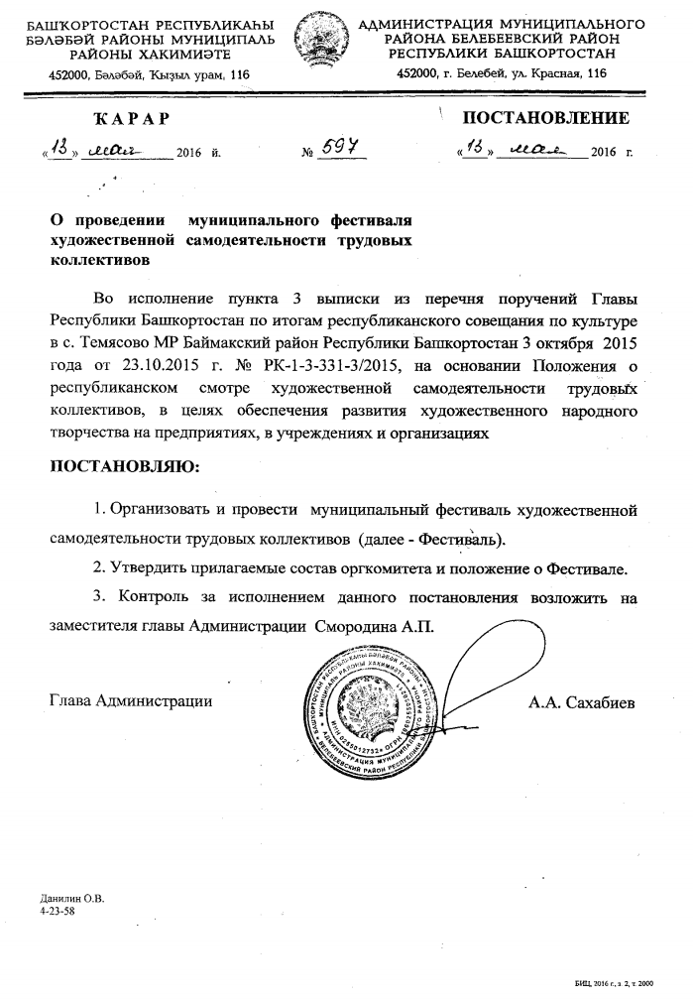 БАШҠОРТОСТАН РЕСПУБЛИКАҺЫ
БӘЛӘБӘЙ РАЙОНЫ МУНИЦИПАЛЬ
РАЙОНЫ ХАКИМИӘТЕ
452000, Бәләбәй, Ҡыҙыл урам, 116
АДМИНИСТРАЦИЯ МУНИЦИПАЛЬНОГО
РАЙОНА БЕЛЕБЕЕВСКИЙ РАЙОН
РЕСПУБЛИКИ БАШКОРТОСТАН
452000, г. Белебей, ул. Красная, 116
ҠАРАР
ПОСТАНОВЛЕНИЕ
«13» мая 2016 й.
№ 597
«13» мая 2016 г.
О проведении муниципального фестиваля
художественной самодеятельности трудовых
коллективов
Во исполнение пункта 3 выписки из перечня поручений Главы
Республики Башкортостан по итогам республиканского совещания по культуре
в с. Темясово МР Баймакский район Республики Башкортостан 3 октября 2015
года от 23.10.2015 г. № РК-1-3-331-3/2015, на основании Положения о
республиканском смотре художественной самодеятельности трудовых
коллективов, в целях обеспечения развития художественного народного
творчества на предприятиях, в учреждениях и организациях
ПОСТАНОВЛЯЮ:
1. Организовать и провести муниципальный фестиваль художественной
самодеятельности трудовых коллективов (далее - Фестиваль).
2. Утвердить прилагаемые состав оргкомитета и положение о Фестивале.
3. Контроль за исполнением данного постановления возложить на
заместителя главы Администрации Смородина А.П.
Глава Администрации
А.А. Сахабиев
ИНН 0255012732
Данилин О.В.
4-23-58
БИЦ, 2016 г., з. 2, т. 2000